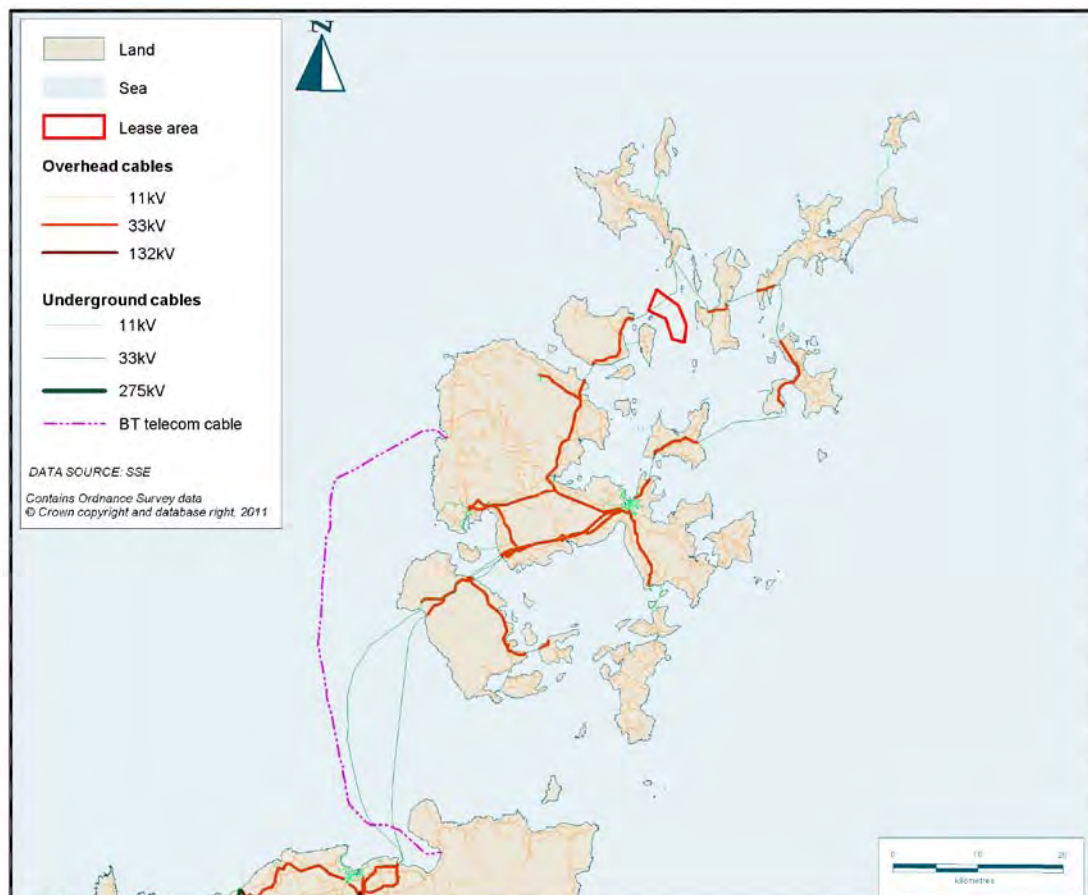 N
Land
Sea
Lease area
Overhead cables
11kV
33kV
132kV
Underground cables
11kV
33kV
275kV
BT telecom cable
DATA SOURCE: SSE
Contains Ordnance Survey data
© Crown copyright and database right, 2011
0 10 20
kilometres